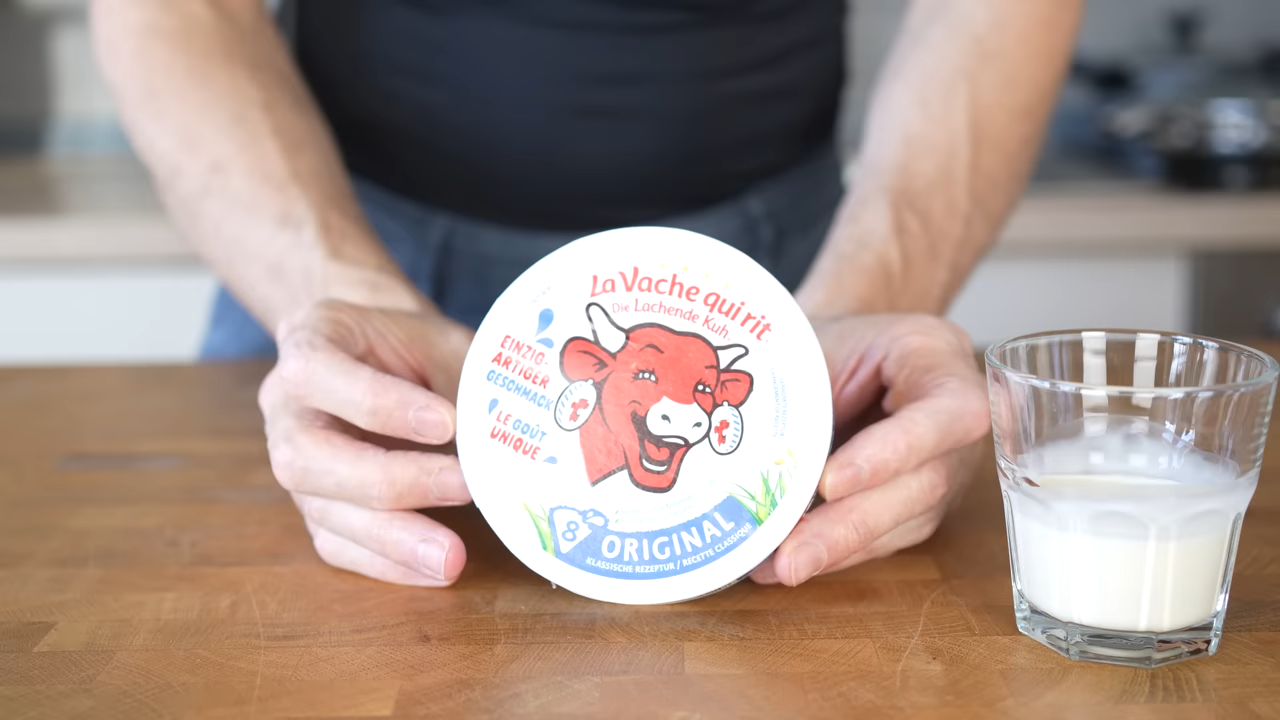 La Vache qui rit
Die Lachende Kuh
EINZIG-
ARTIGER
GESCHMACK
LE GOÛT
UNIQUE
8
ORIGINAL
KLASSISCHE REZEPTUR / RECETTE CLASSIQUE